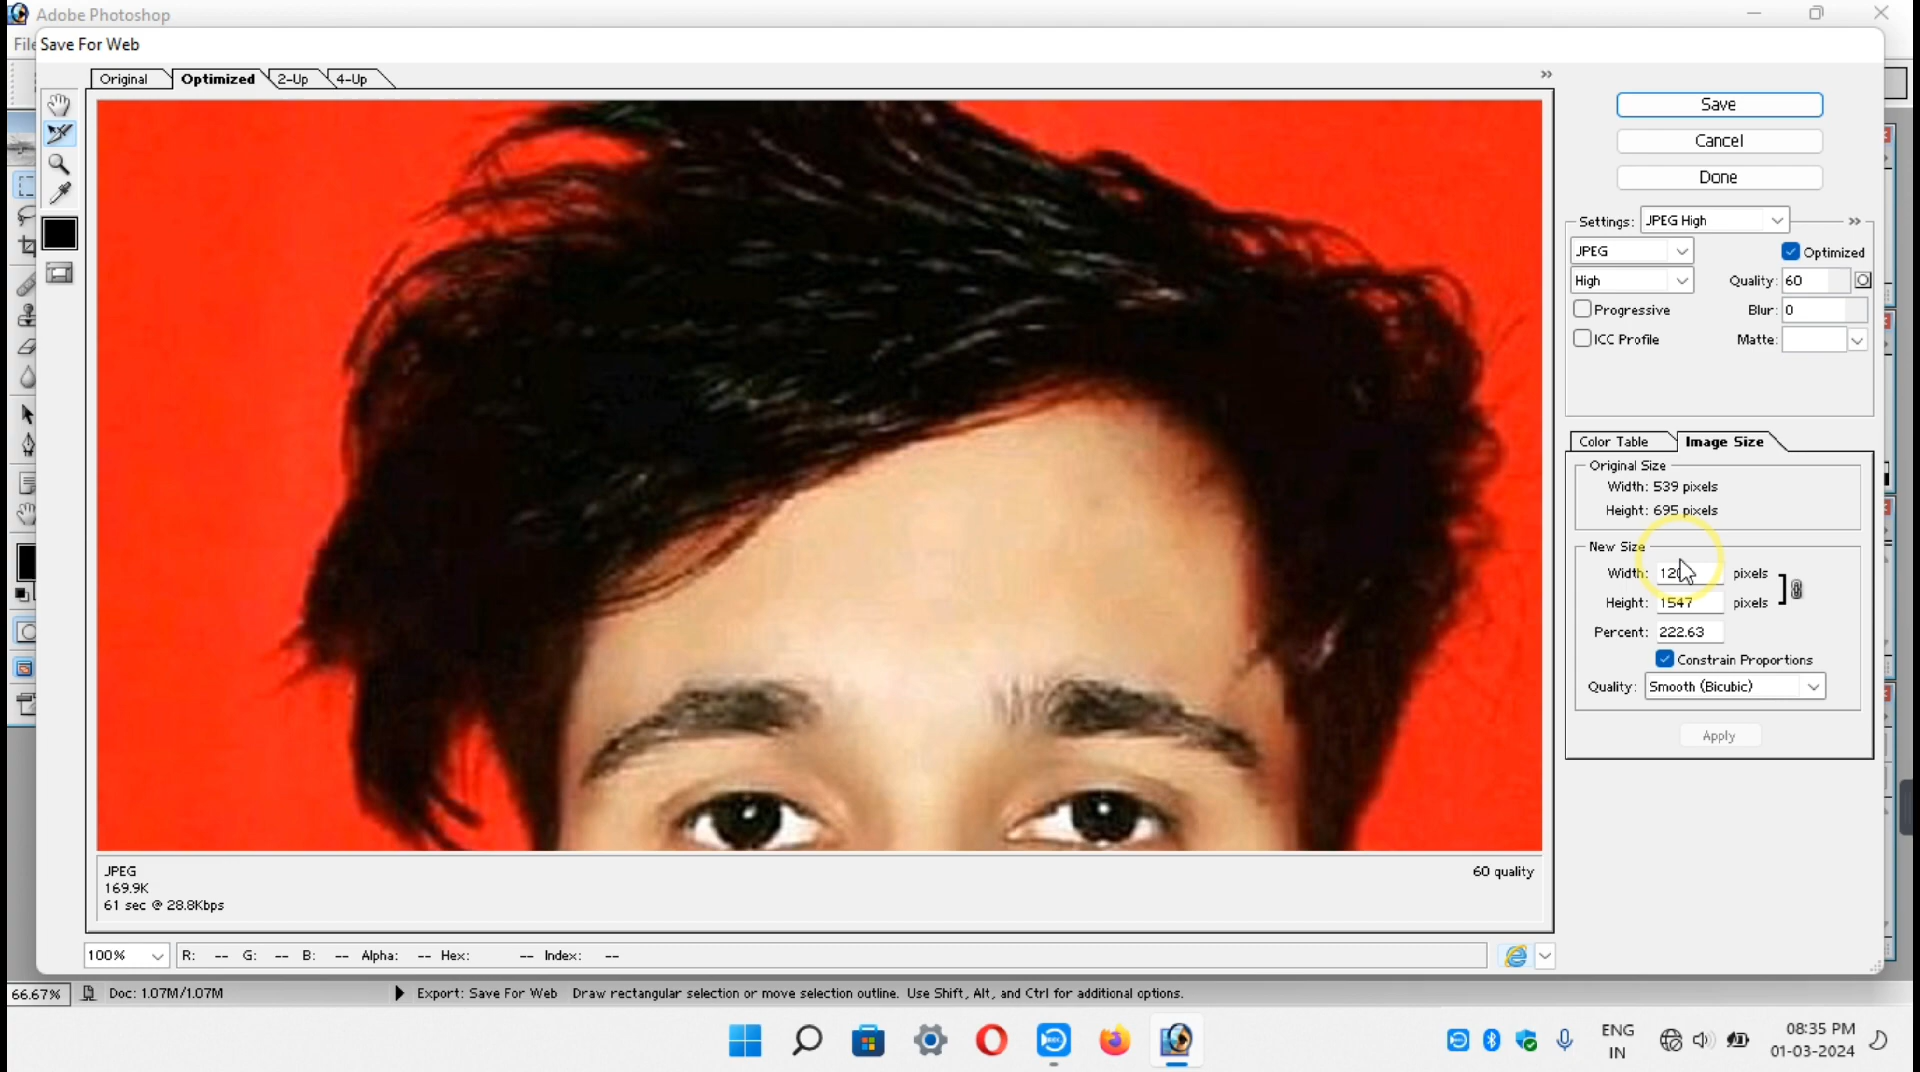 Adobe Photoshop
File
Save For Web
Original
Optimized
2-Up
4-Up
Save
Cancel
Done
Settings: JPEG High
JPEG
Optimized
High
Quality: 60
Progressive
Blur: 0
ICC Profile
Matte:
Color Table
Image Size
Original Size
Width: 539 pixels
Height: 695 pixels
New Size
Width: pixels
Height: 1547 pixels
Percent: 222.63
Constrain Proportions
Quality: Smooth (Bicubic)
Apply
JPEG
60 quality
169.9K
61 sec @ 28.8Kbps
100%
R: -- G: -- B: -- Alpha: -- Hex: -- Index: --
66.67% Doc: 1.07M/1.07M Export: Save For Web Draw rectangular selection or move selection outline. Use Shift, Alt, and Ctrl for additional options.
REC
ENG
IN
08:35 PM
01-03-2024